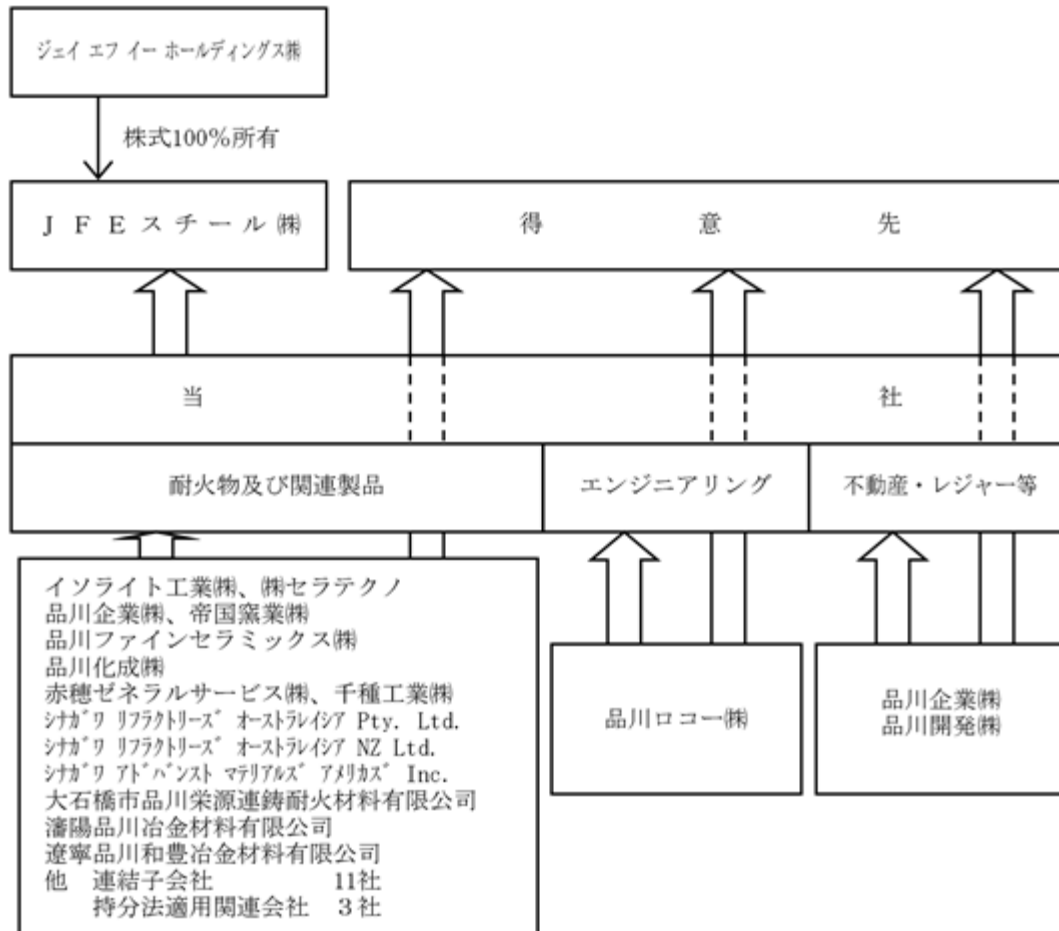 ジェイ エフ イー ホールディングス㈱
株式100％所有
ＪＦＥスチール㈱
得意先
当社
耐火物及び関連製品
エンジニアリング
不動産・レジャー等
イソライト工業㈱、㈱セラテクノ
品川企業㈱、帝国窯業㈱
品川ファインセラミックス㈱
品川化成㈱
赤穂ゼネラルサービス㈱、千種工業㈱
ｼﾅｶﾞﾜ ﾘﾌﾗｸﾄﾘｰｽﾞ ｵｰｽﾄﾗﾚｲｼｱ Pty. Ltd.
ｼﾅｶﾞﾜ ﾘﾌﾗｸﾄﾘｰｽﾞ ｵｰｽﾄﾗﾚｲｼｱ NZ Ltd.
ｼﾅｶﾞﾜ ｱﾄﾞﾊﾞﾝｽﾄ ﾏﾃﾘｱﾙｽﾞ ｱﾒﾘｶｽﾞ Inc.
大石橋市品川栄源連鋳耐火材料有限公司
瀋陽品川冶金材料有限公司
遼寧品川和豊冶金材料有限公司
他　連結子会社　11社
持分法適用関連会社　３社
品川ロコー㈱
品川企業㈱
品川開発㈱